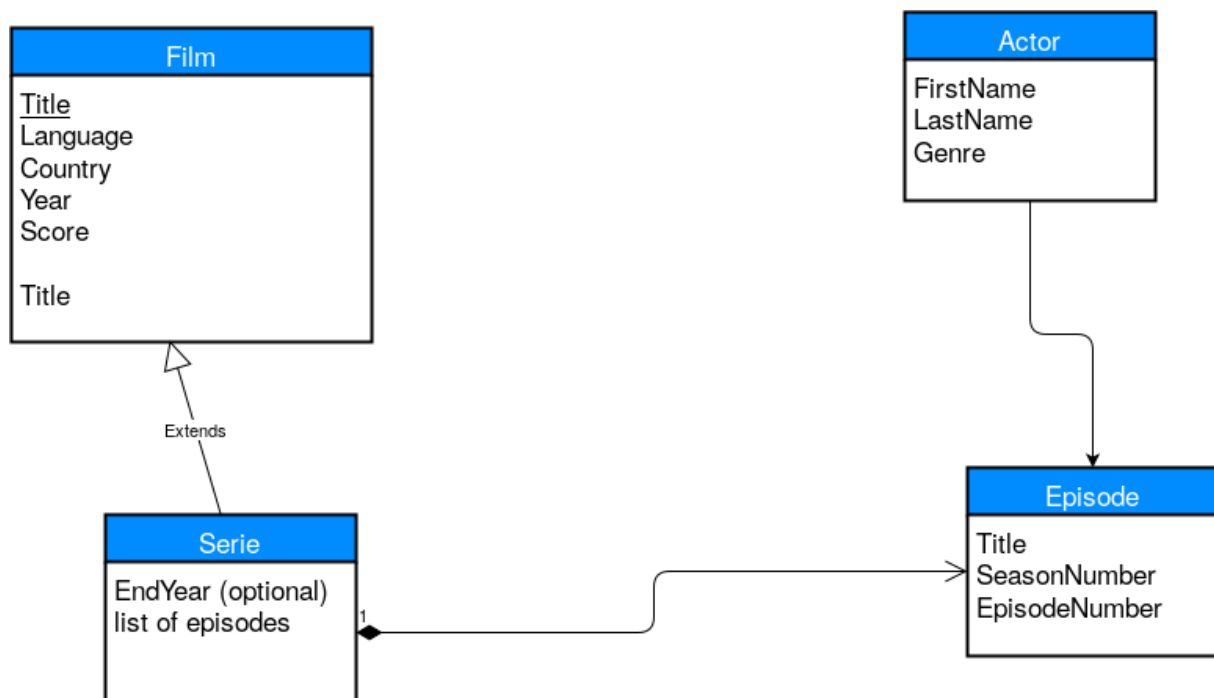 Film
Title
Language
Country
Year
Score
Title
Actor
FirstName
LastName
Genre
Extends
Serie
EndYear (optional)
list of episodes
1
Episode
Title
SeasonNumber
EpisodeNumber